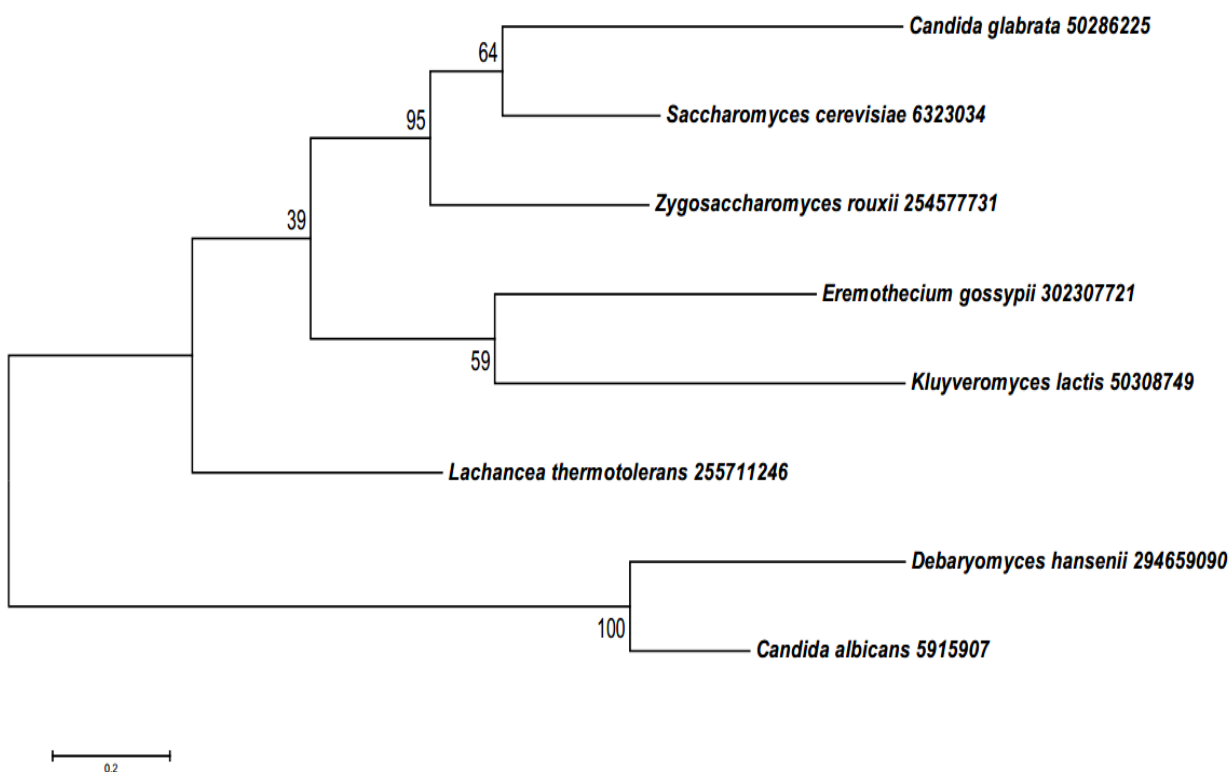 Candida glabrata 50286225
64
Saccharomyces cerevisiae 6323034
95
Zygosaccharomyces rouxii 254577731
39
Eremothecium gossypii 302307721
59
Kluyveromyces lactis 50308749
Lachancea thermotolerans 255711246
Debaryomyces hansenii 294659090
100
Candida albicans 5915907
0.2